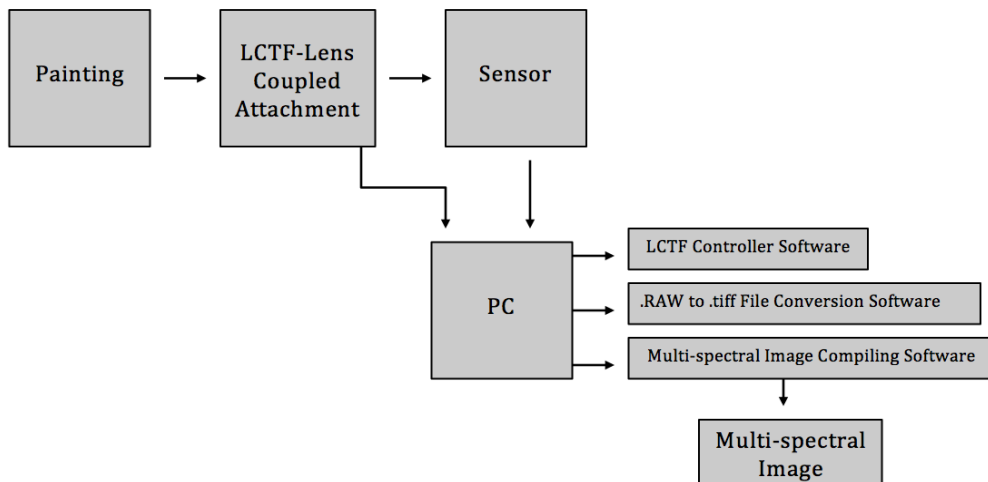 Painting
LCTF-Lens
Coupled
Attachment
Sensor
PC
LCTF Controller Software
.RAW to .tiff File Conversion Software
Multi-spectral Image Compiling Software
Multi-spectral
Image